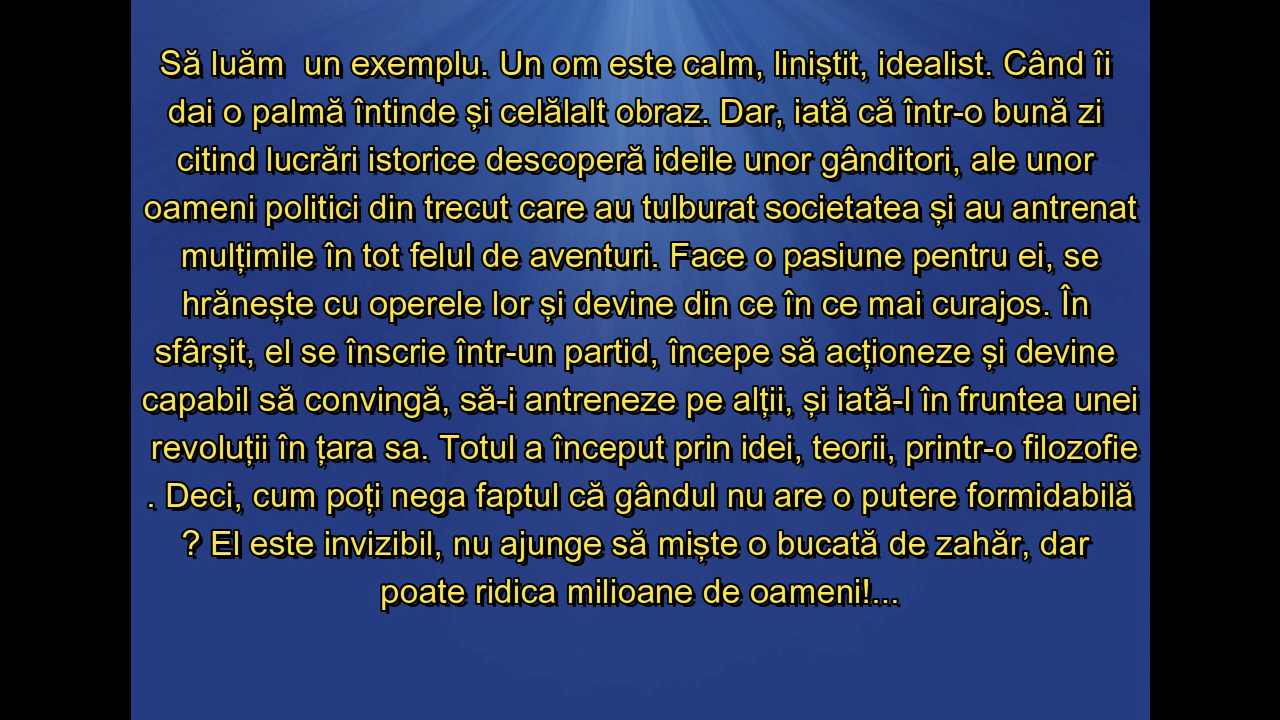 Să luăm  un exemplu. Un om este calm, liniștit, idealist. Când îi
dai o palmă întinde și celălalt obraz. Dar, iată că într-o bună zi
citind lucrări istorice descoperă ideile unor gânditori, ale unor
oameni politici din trecut care au tulburat societatea și au antrenat
mulțimile în tot felul de aventuri. Face o pasiune pentru ei, se
hrănește cu operele lor și devine din ce în ce mai curajos. În
sfârșit, el se înscrie într-un partid, începe să acționeze și devine
capabil să convingă, să-i antreneze pe alții, și iată-l în fruntea unei
revoluții în țara sa. Totul a început prin idei, teorii, printr-o filozofie
. Deci, cum poți nega faptul că gândul nu are o putere formidabilă
? El este invizibil, nu ajunge să miște o bucată de zahăr, dar
poate ridica milioane de oameni!...